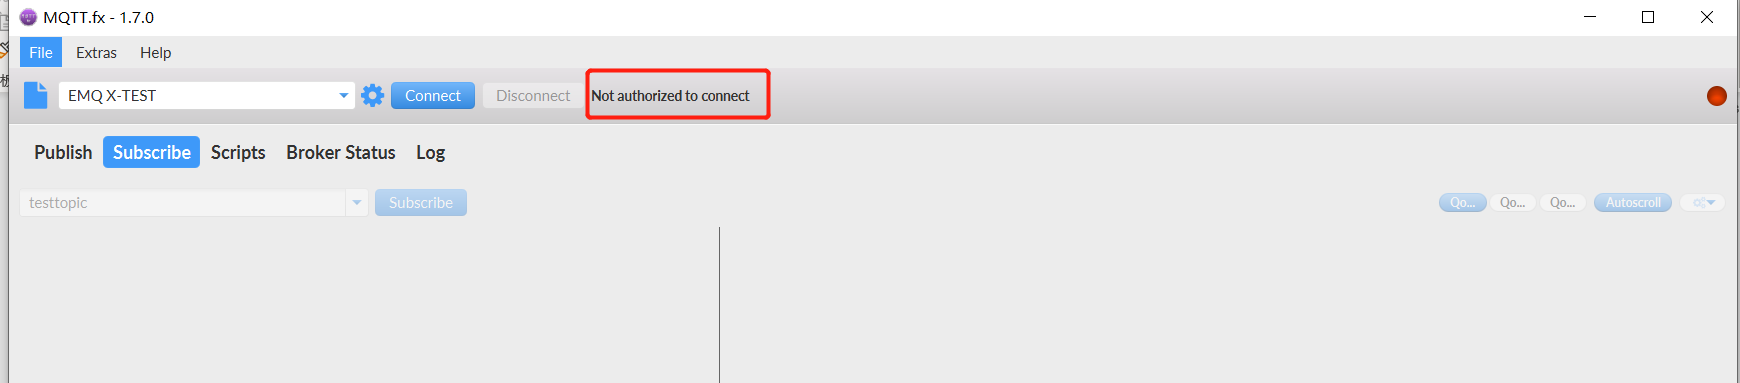 MQTT.fx - 1.7.0
File Extras Help
EMQ X-TEST Connect Disconnect Not authorized to connect
Publish Subscribe Scripts Broker Status Log
testtopic Subscribe Qo... Qo... Qo... Autoscroll